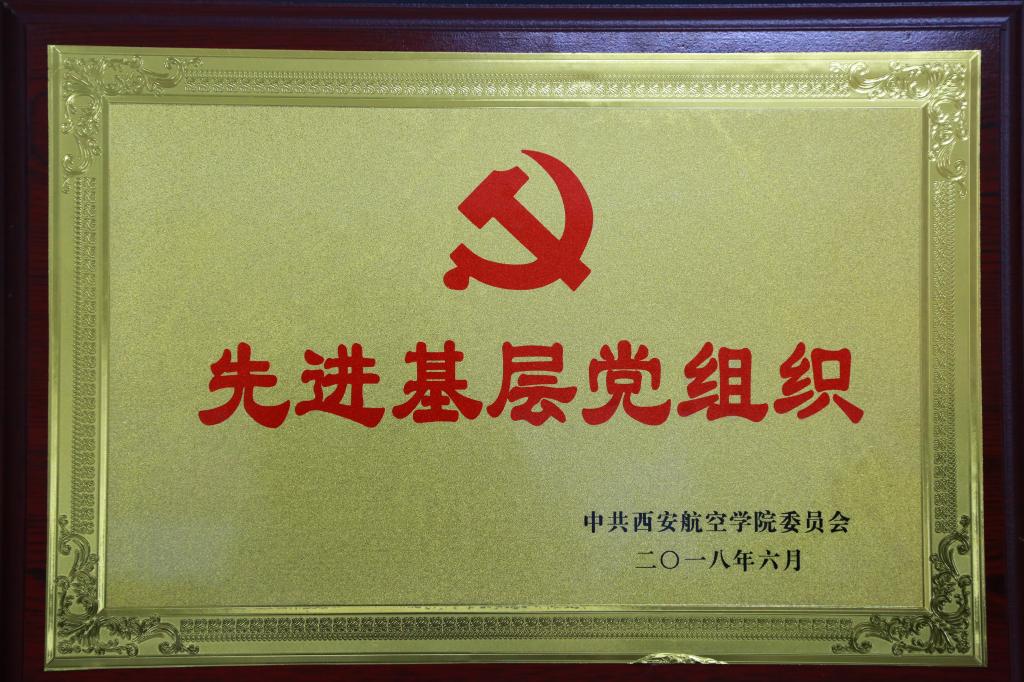 先进基层党组织
中共西安航空学院委员会
二〇一八年六月